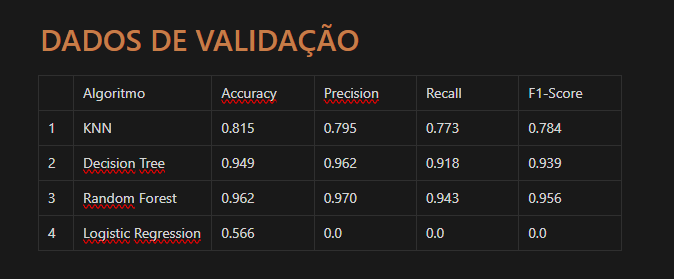 DADOS DE VALIDAÇÃO
Algoritmo Accuracy Precision Recall F1-Score
1 KNN 0.815 0.795 0.773 0.784
2 Decision Tree 0.949 0.962 0.918 0.939
3 Random Forest 0.962 0.970 0.943 0.956
4 Logistic Regression 0.566 0.0 0.0 0.0